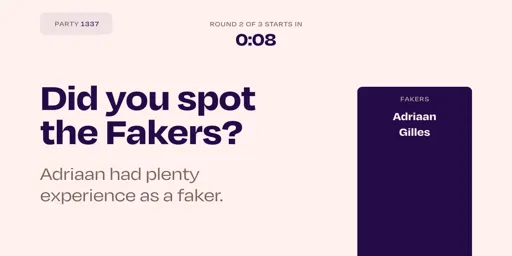 PARTY 1337
ROUND 2 OF 3 STARTS IN
0:08
Did you spot
the Fakers?
Adriaan had plenty
experience as a faker.
FAKERS
Adriaan
Gilles